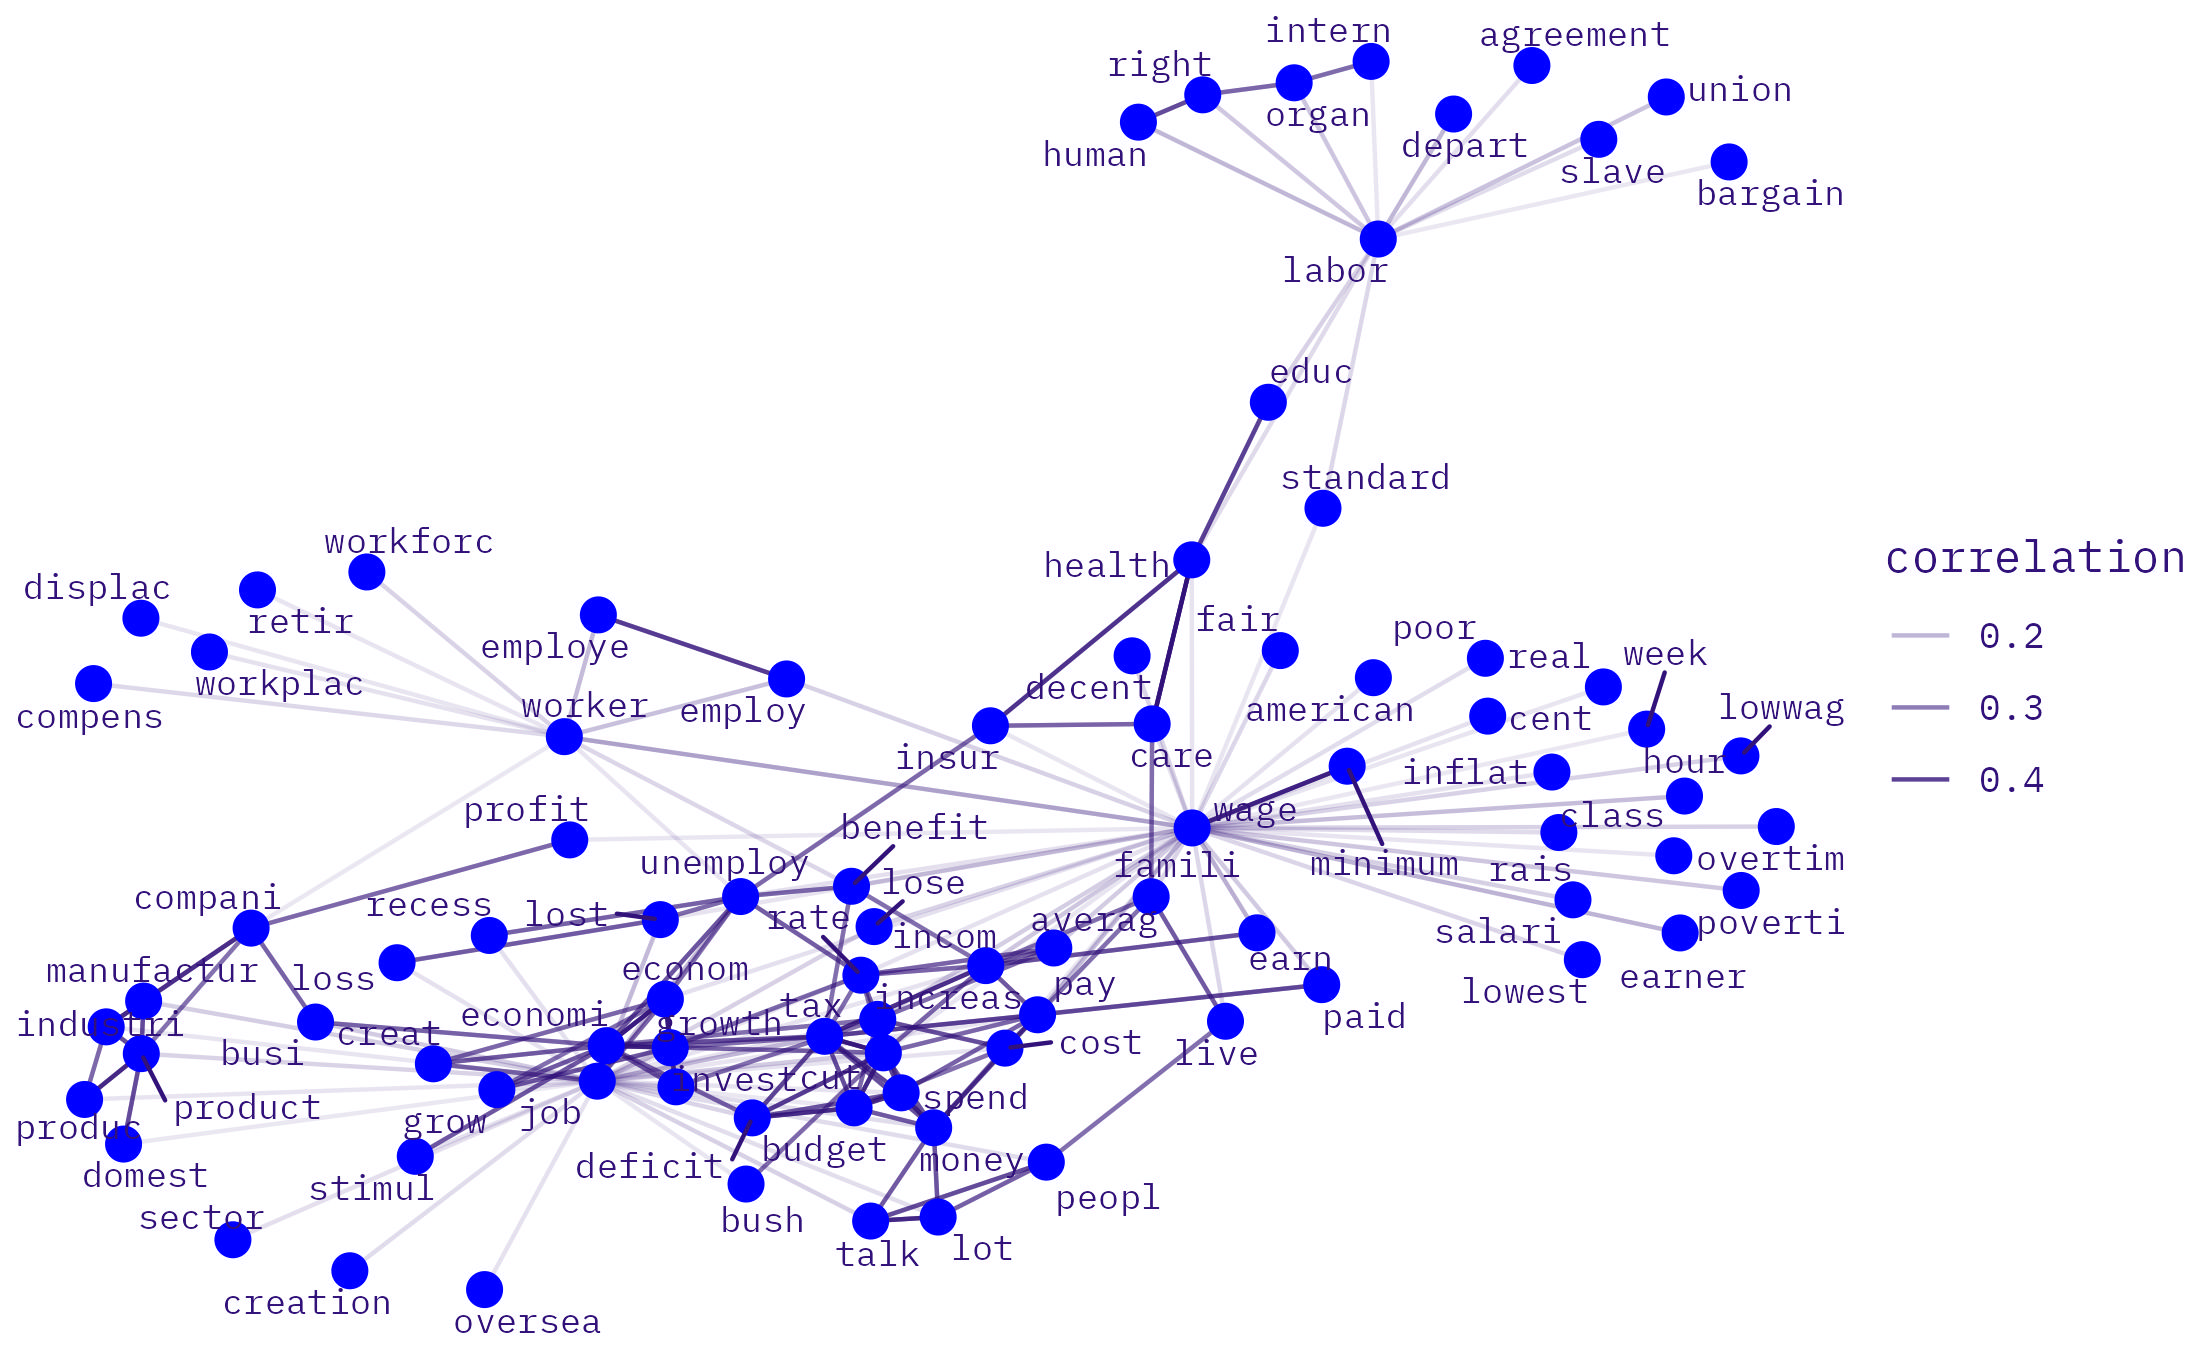 intern
agreement
right
union
organ
depart
human
slave
bargain
labor
educ
standard
workforc
health
correlation
displac
retir
fair
poor
0.2
employe
real
week
workplac
decent
compens
worker
employ
american
cent
lowwag
0.3
insur
care
inflat
hour
0.4
profit
wage
benefit
class
unemploy
famili
minimum
rais
overtim
compani
recess
lost
lose
rate
averag
incom
salari
poverti
manufactur
loss
econom
earn
earner
lowest
industri
creat
economi
growth
tax
increas
pay
paid
busi
cost
live
product
grow
job
invest
cut
spend
produc
domest
stimul
deficit
budget
money
peopl
sector
bush
talk
lot
creation
oversea